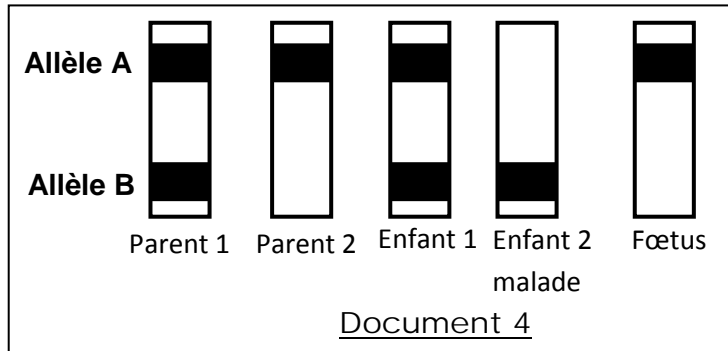 Allèle A
Allèle B
Parent 1 Parent 2 Enfant 1 Enfant 2 Fœtus
malade
Document 4